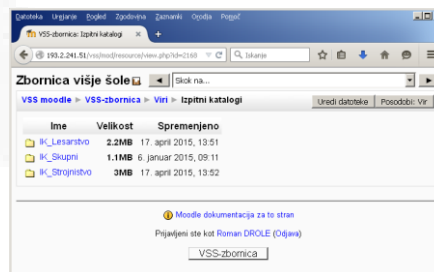 Datoteka Urejanje Pogled Zgodovina Zaznamki Orodja Pomoč
VSS-zbornica: Izpitni katalogi
193.2.241.51/vss/mod/resource/view.php?id=2168
Iskanje
Zbornica višje šole
Skok na...
VSS moodle ► VSS-zbornica ► Viri ► Izpitni katalogi
Uredi datoteke
Posodobi: Vir
Ime Velikost Spremenjeno
IK_Lesarstvo 2.2MB 17. april 2015, 13:51
IK_Skupni 1.1MB 6. januar 2015, 09:11
IK_Strojnistvo 3MB 17. april 2015, 13:52
Moodle dokumentacija za to stran
Prijavljeni ste kot Roman DROLE (Odjava)
VSS-zbornica